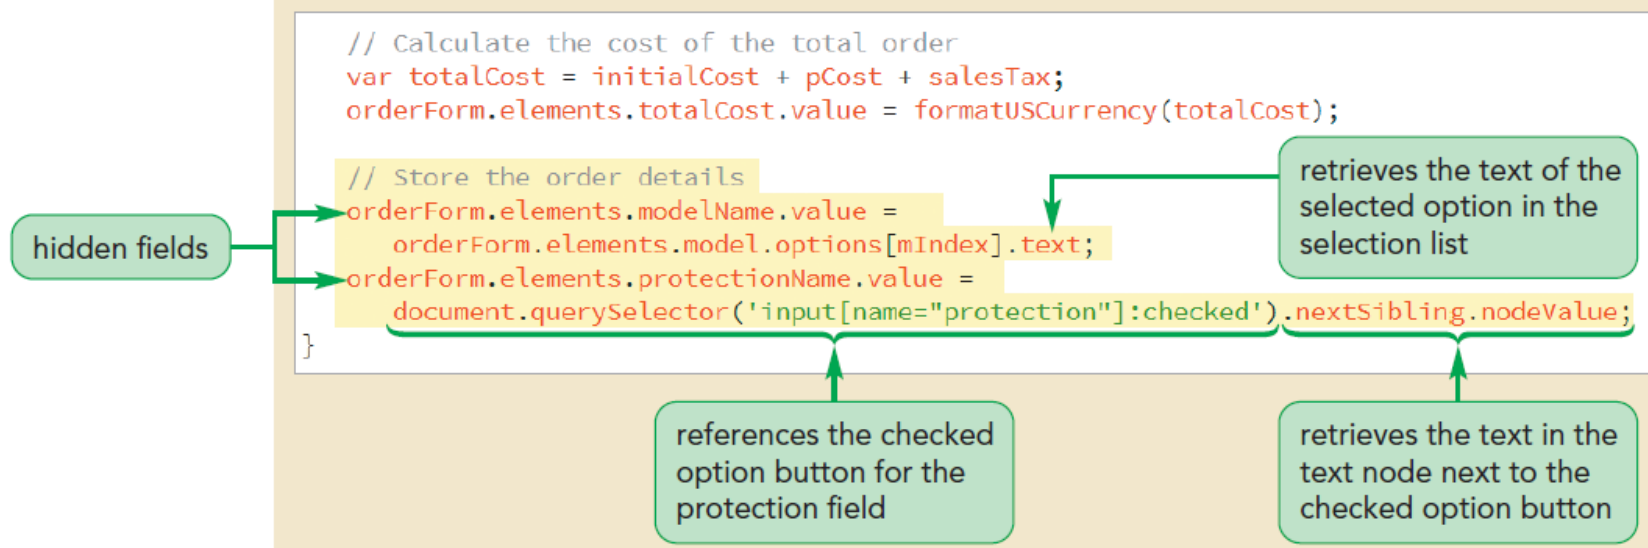 // Calculate the cost of the total order
var totalCost = initialCost + pCost + salesTax;
orderForm.elements.totalCost.value = formatUSCurrency(totalCost);
// Store the order details
orderForm.elements.modelName.value =
orderForm.elements.model.options[mIndex].text;
orderForm.elements.protectionName.value =
document.querySelector('input[name="protection"]:checked').nextSibling.nodeValue;
}
hidden fields
retrieves the text of the
selected option in the
selection list
references the checked
option button for the
protection field
retrieves the text in the
text node next to the
checked option button